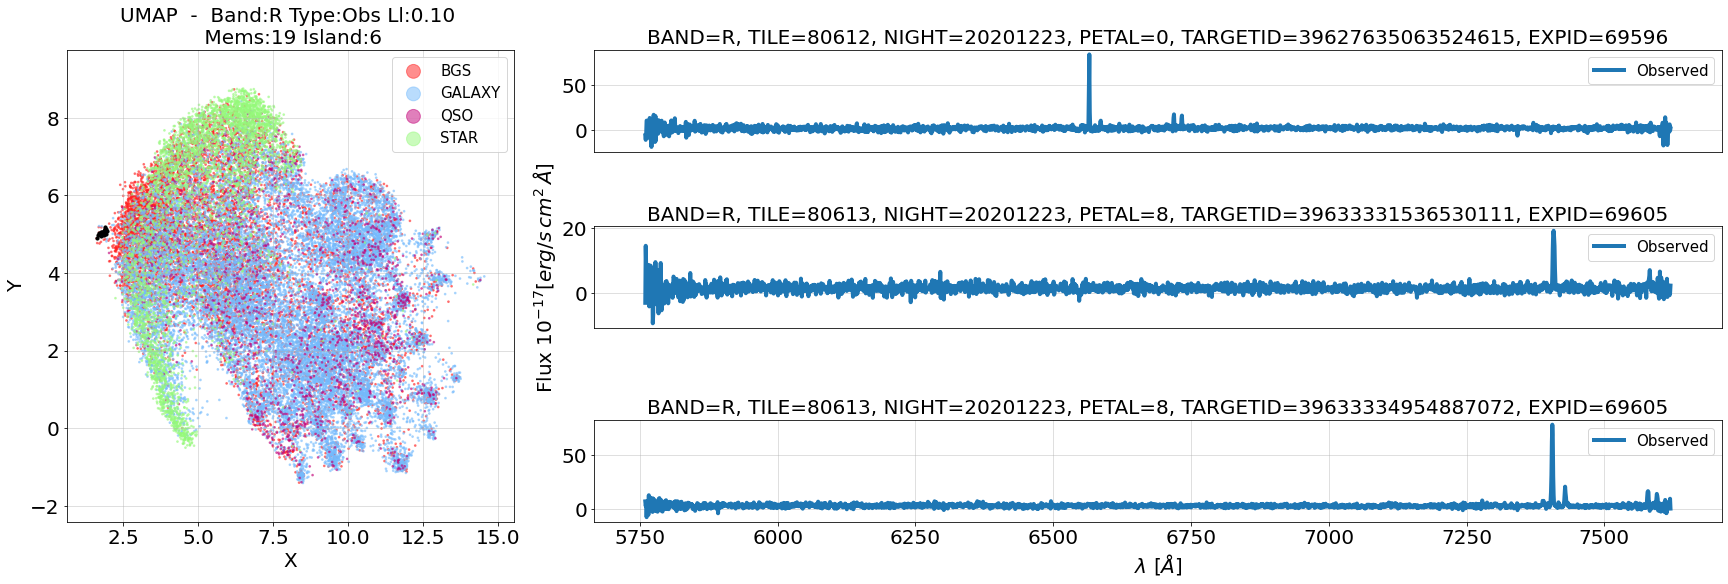 UMAP - Band:R Type:Obs Ll:0.10
Mems:19 Island:6
BGS
GALAXY
QSO
STAR
8
6
4
2
0
−2
Y
2.5 5.0 7.5 10.0 12.5 15.0
X
BAND=R, TILE=80612, NIGHT=20201223, PETAL=0, TARGETID=39627635063524615, EXPID=69596
Observed
50
0
BAND=R, TILE=80613, NIGHT=20201223, PETAL=8, TARGETID=39633331536530111, EXPID=69605
Observed
20
0
Flux 10⁻¹⁷[erg/s cm² Å]
BAND=R, TILE=80613, NIGHT=20201223, PETAL=8, TARGETID=39633334954887072, EXPID=69605
Observed
50
0
5750 6000 6250 6500 6750 7000 7250 7500
λ [Å]